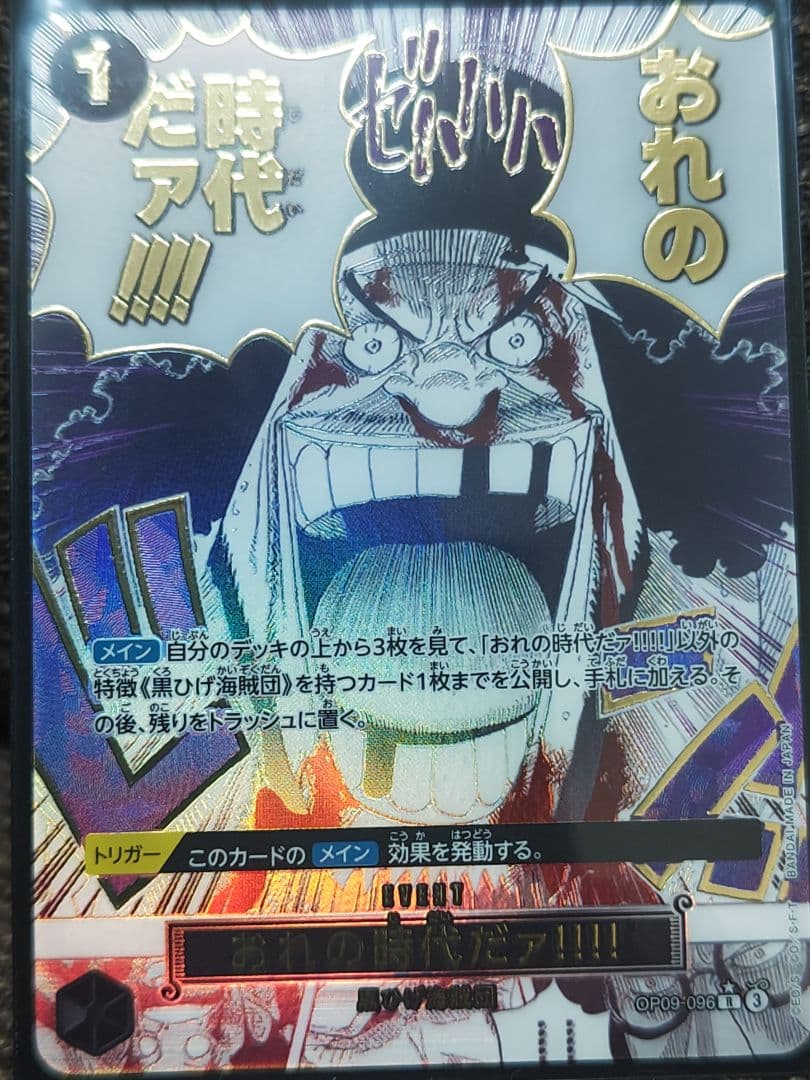 1
おれの
ゼハハハハ
時代
だァ!!!!
メイン 自分のデッキの上から3枚を見て、「おれの時代だァ!!!!」以外の
特徴《黒ひげ海賊団》を持つカード1枚までを公開し、手札に加える。そ
の後、残りをトラッシュに置く。
トリガー このカードの メイン 効果を発動する。
EVENT
おれの時代だァ!!!!
黒ひげ海賊団
OP09-096 R 3
BANDAI MADE IN JAPAN